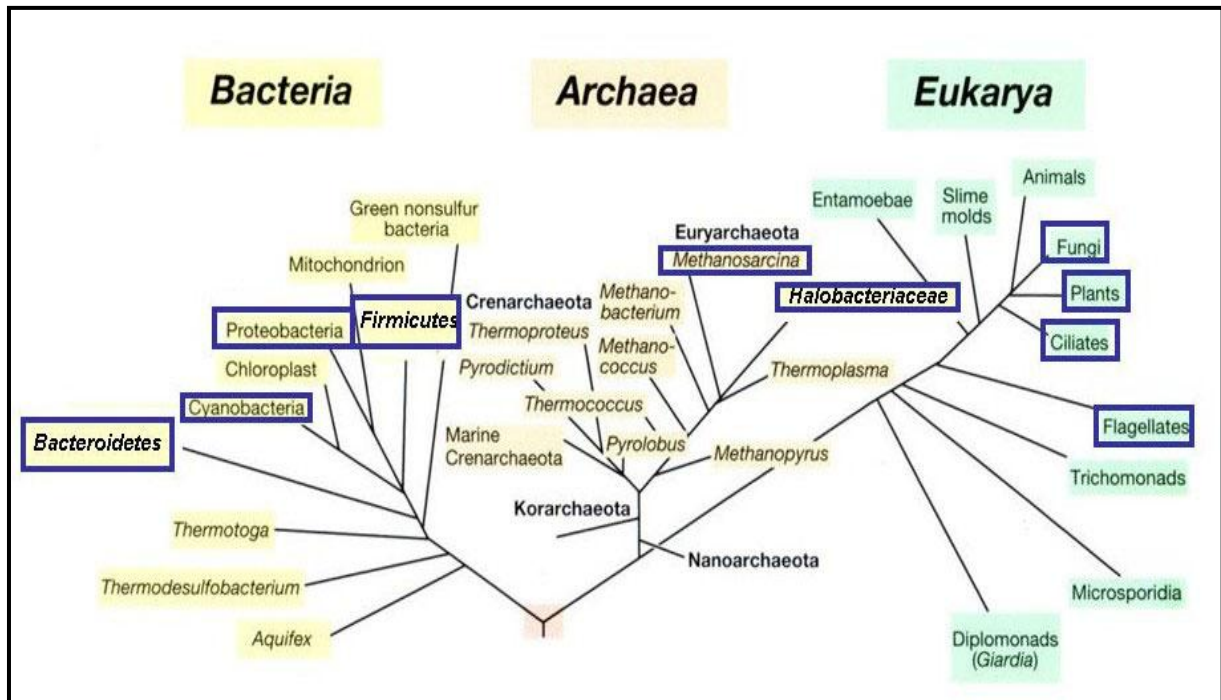 Bacteria
Archaea
Eukarya
Green nonsulfur
bacteria
Mitochondrion
Proteobacteria
Firmicutes
Chloroplast
Cyanobacteria
Bacteroidetes
Thermotoga
Thermodesulfobacterium
Aquifex
Euryarchaeota
Methanosarcina
Halobacteriaceae
Crenarchaeota
Methano-
bacterium
Thermoproteus
Methano-
coccus
Pyrodictium
Thermoplasma
Thermococcus
Marine
Crenarchaeota
Pyrolobus
Methanopyrus
Korarchaeota
Nanoarchaeota
Entamoebae
Slime
molds
Animals
Fungi
Plants
Ciliates
Flagellates
Trichomonads
Microsporidia
Diplomonads
(Giardia)